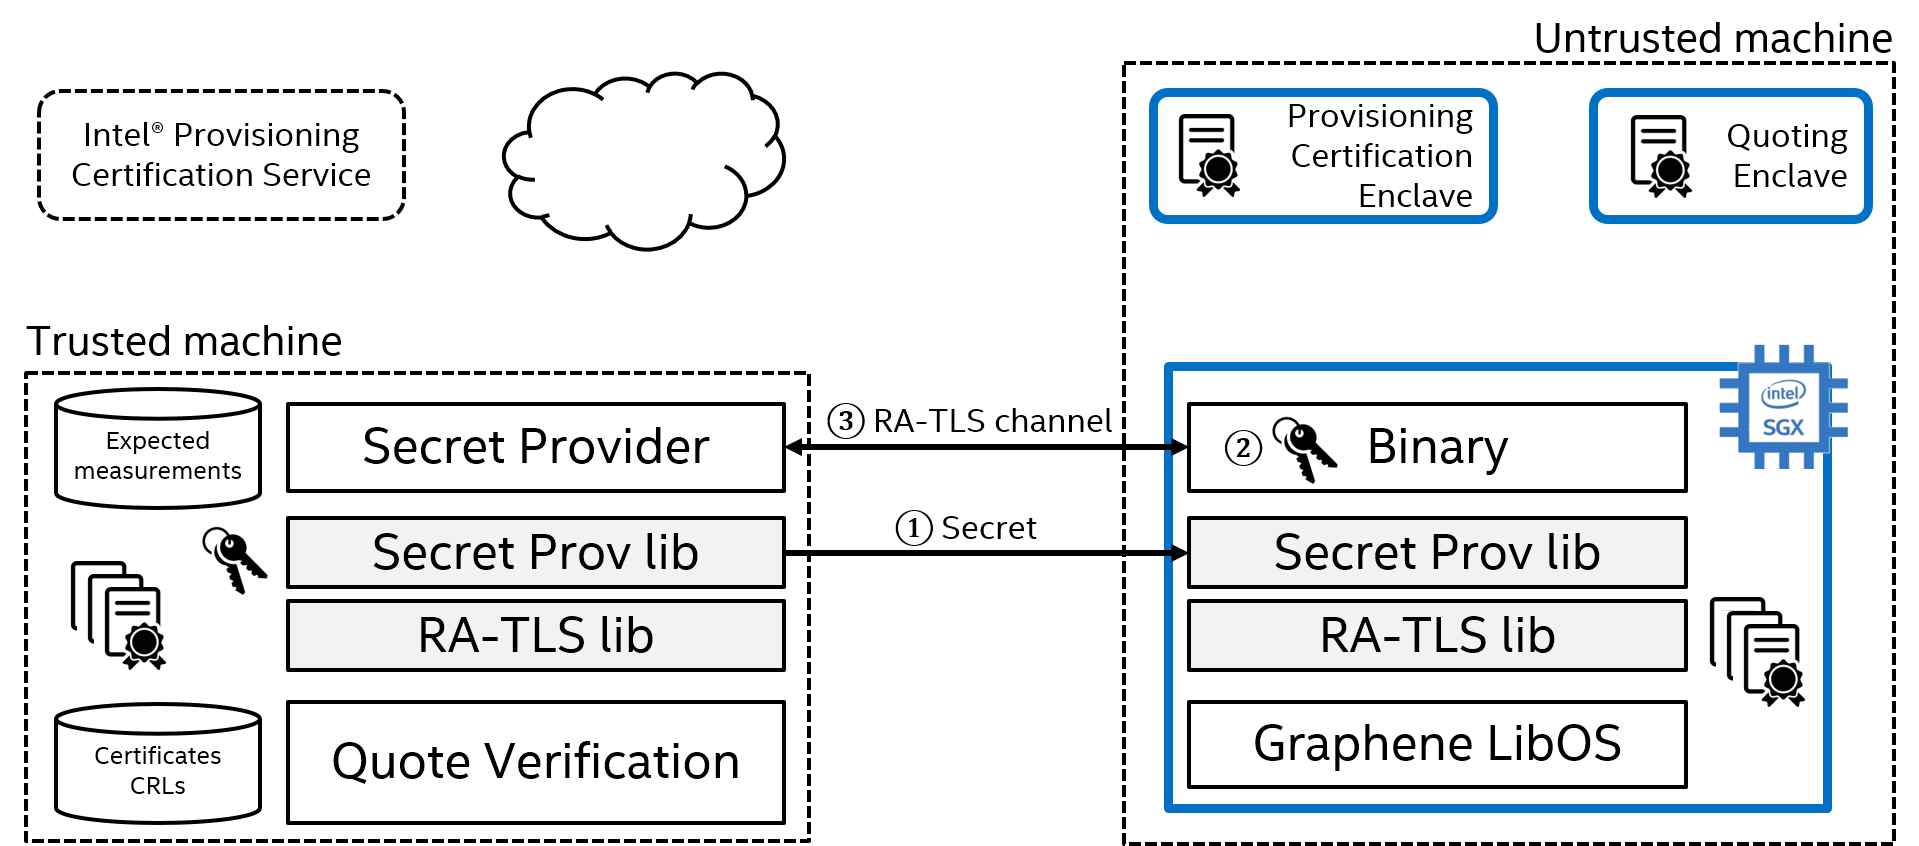 Untrusted machine
Intel® Provisioning
Certification Service
Provisioning
Certification
Enclave
Quoting
Enclave
Trusted machine
Expected
measurements
Secret Provider
③ RA-TLS channel
② Binary
intel
SGX
Secret Prov lib
① Secret
Secret Prov lib
RA-TLS lib
RA-TLS lib
Certificates
CRLs
Quote Verification
Graphene LibOS